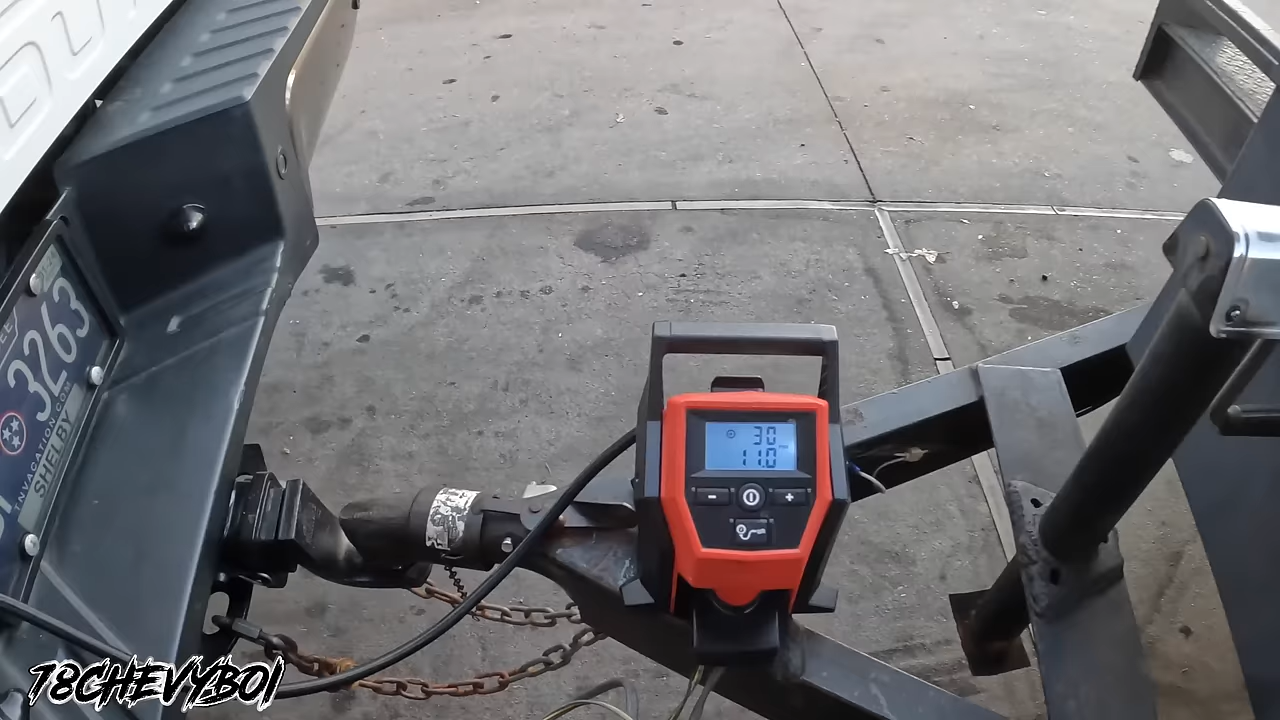 3263
TNVACATION.COM
SHELBY
30
11.0
-
+
78CHEVYBOI